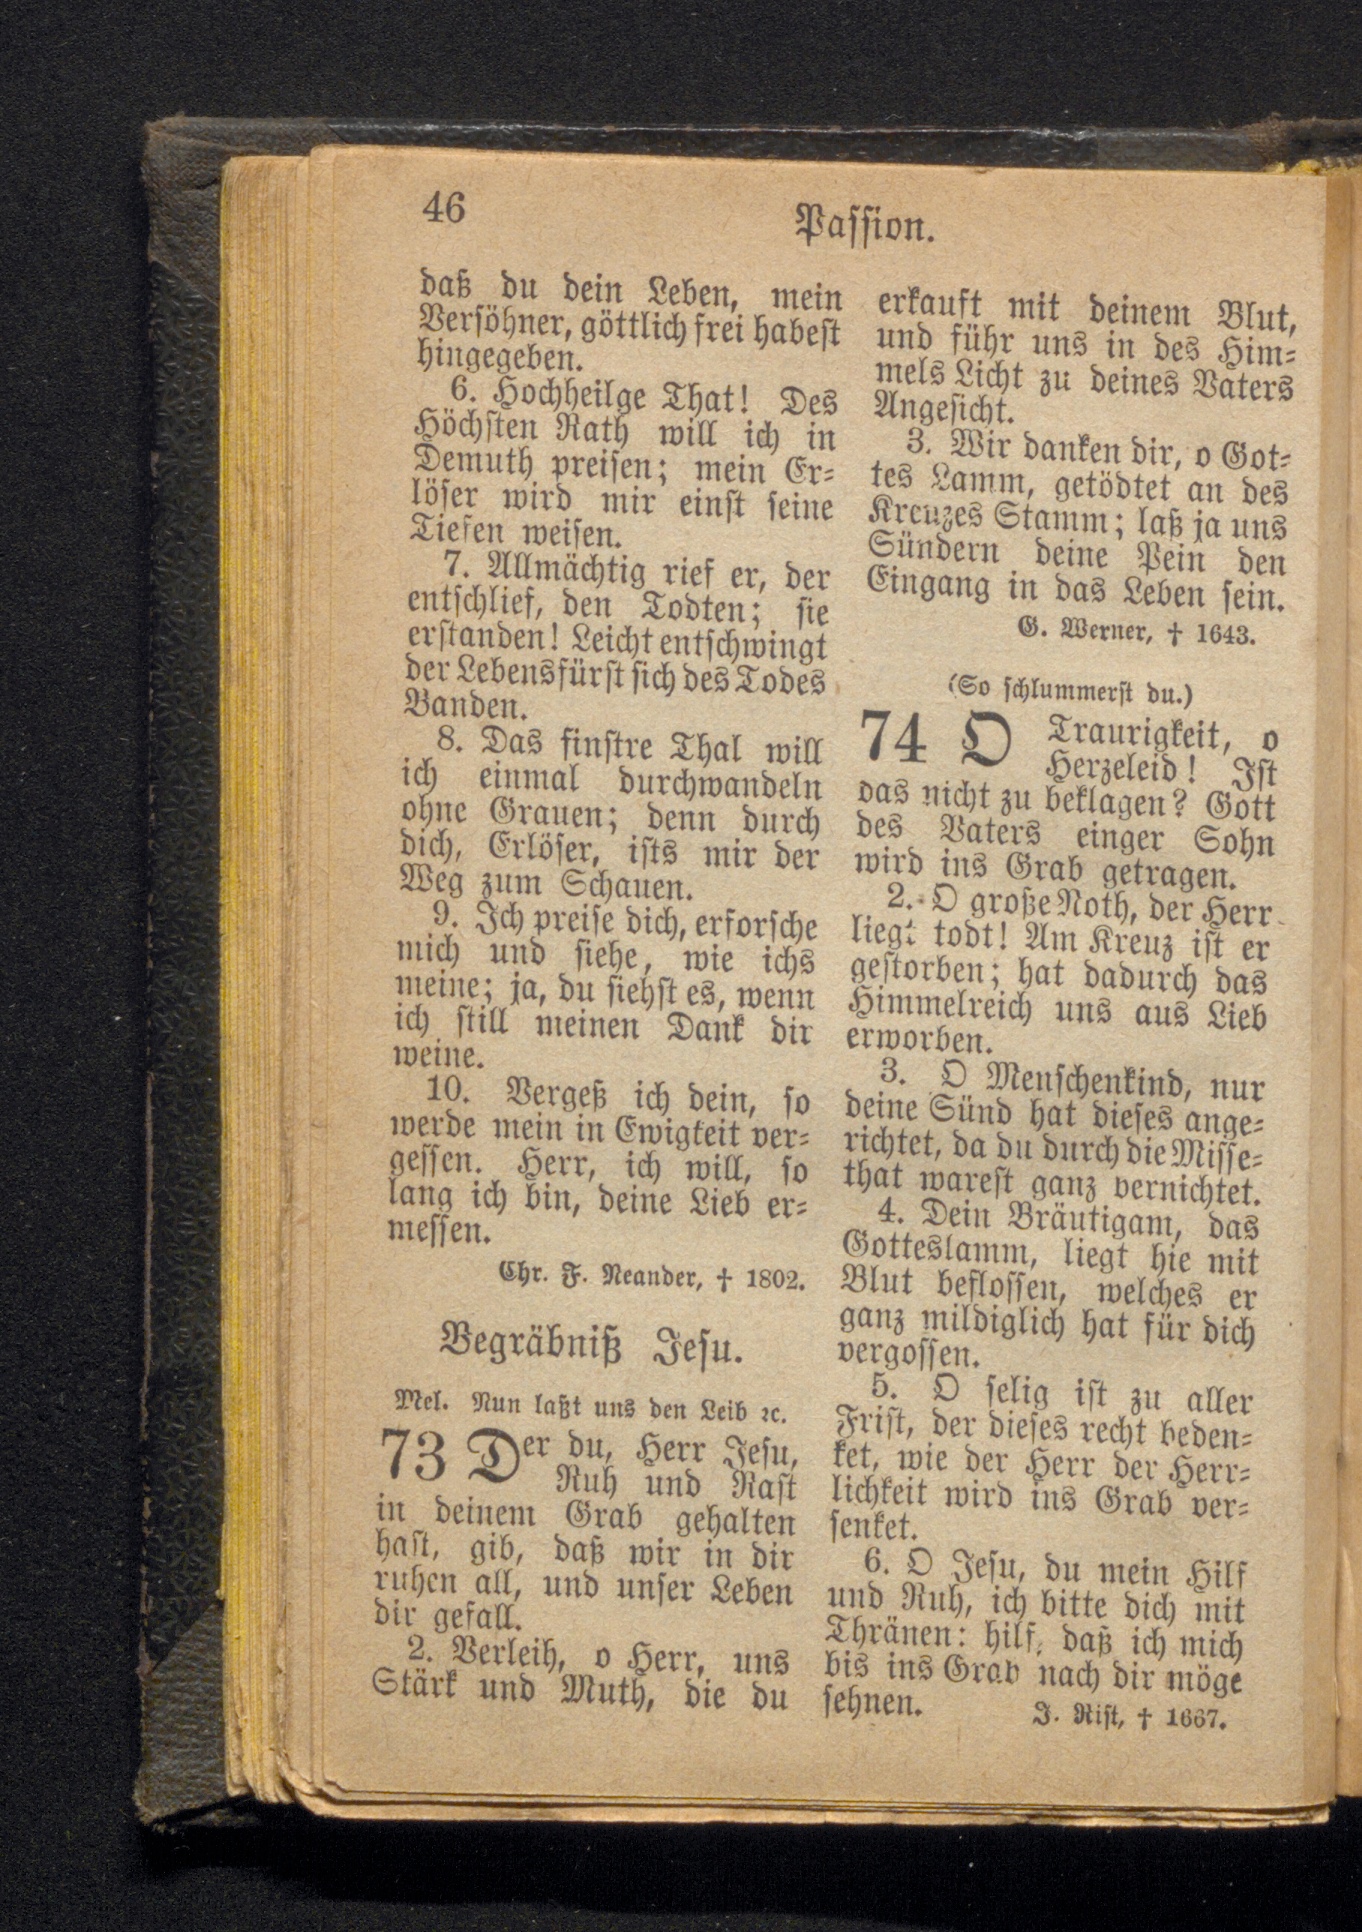 46
Passion.
daß du dein Leben, mein
Versöhner, göttlich frei habest
hingegeben.
6. Hochheilge That! Des
Höchsten Rath will ich in
Demuth preisen; mein Er-
löser wird mir einst seine
Tiefen weisen.
7. Allmächtig rief er, der
entschlief, den Todten; sie
erstanden! Leicht entschwingt
der Lebensfürst sich des Todes
Banden.
8. Das finstre Thal will
ich einmal durchwandeln
ohne Grauen; denn durch
dich, Erlöser, ists mir der
Weg zum Schauen.
9. Ich preise dich, erforsche
mich und siehe, wie ichs
meine; ja, du siehst es, wenn
ich still meinen Dank dir
weine.
10. Vergeß ich dein, so
werde mein in Ewigkeit ver-
gessen. Herr, ich will, so
lang ich bin, deine Lieb er-
messen.
Chr. F. Neander, † 1802.
Begräbniß Jesu.
Mel. Nun laßt uns den Leib ꝛc.
73 Der du, Herr Jesu,
Ruh und Rast
in deinem Grab gehalten
hast, gib, daß wir in dir
ruhen all, und unser Leben
dir gefall.
2. Verleih, o Herr, uns
Stärk und Muth, die du
erkauft mit deinem Blut,
und führ uns in des Him-
mels Licht zu deines Vaters
Angesicht.
3. Wir danken dir, o Got-
tes Lamm, getödtet an des
Kreuzes Stamm; laß ja uns
Sündern deine Pein den
Eingang in das Leben sein.
G. Werner, † 1643.
(So schlummerst du.)
74 O Traurigkeit, o
Herzeleid! Ist
das nicht zu beklagen? Gott
des Vaters einger Sohn
wird ins Grab getragen.
2. O große Noth, der Herr
liegt todt! Am Kreuz ist er
gestorben; hat dadurch das
Himmelreich uns aus Lieb
erworben.
3. O Menschenkind, nur
deine Sünd hat dieses ange-
richtet, da du durch die Misse-
that warest ganz vernichtet.
4. Dein Bräutigam, das
Gotteslamm, liegt hie mit
Blut beflossen, welches er
ganz mildiglich hat für dich
vergossen.
5. O selig ist zu aller
Frist, der dieses recht beden-
ket, wie der Herr der Herr-
lichkeit wird ins Grab ver-
senket.
6. O Jesu, du mein Hilf
und Ruh, ich bitte dich mit
Thränen: hilf, daß ich mich
bis ins Grab nach dir möge
sehnen.
J. Rist, † 1667.